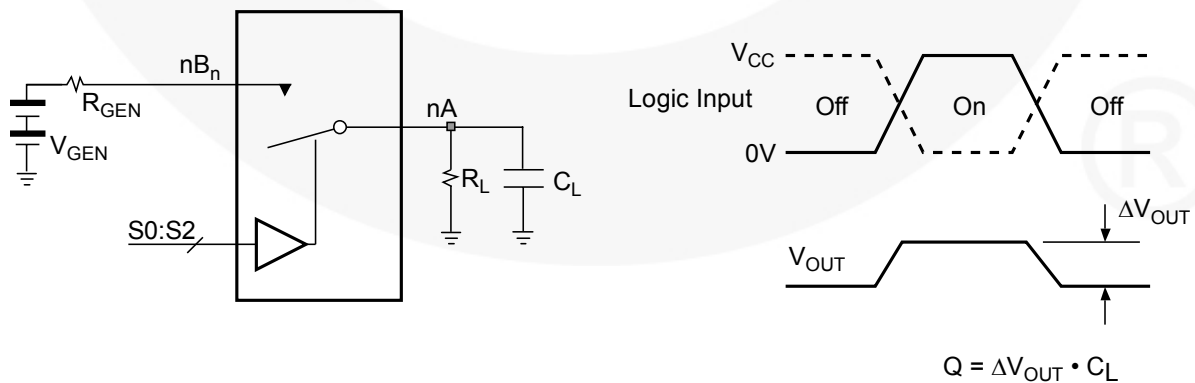 nBn
RGEN
VGEN
nA
RL
CL
S0:S2
VCC
Logic Input
Off
On
Off
0V
ΔVOUT
VOUT
Q = ΔVOUT • CL
®